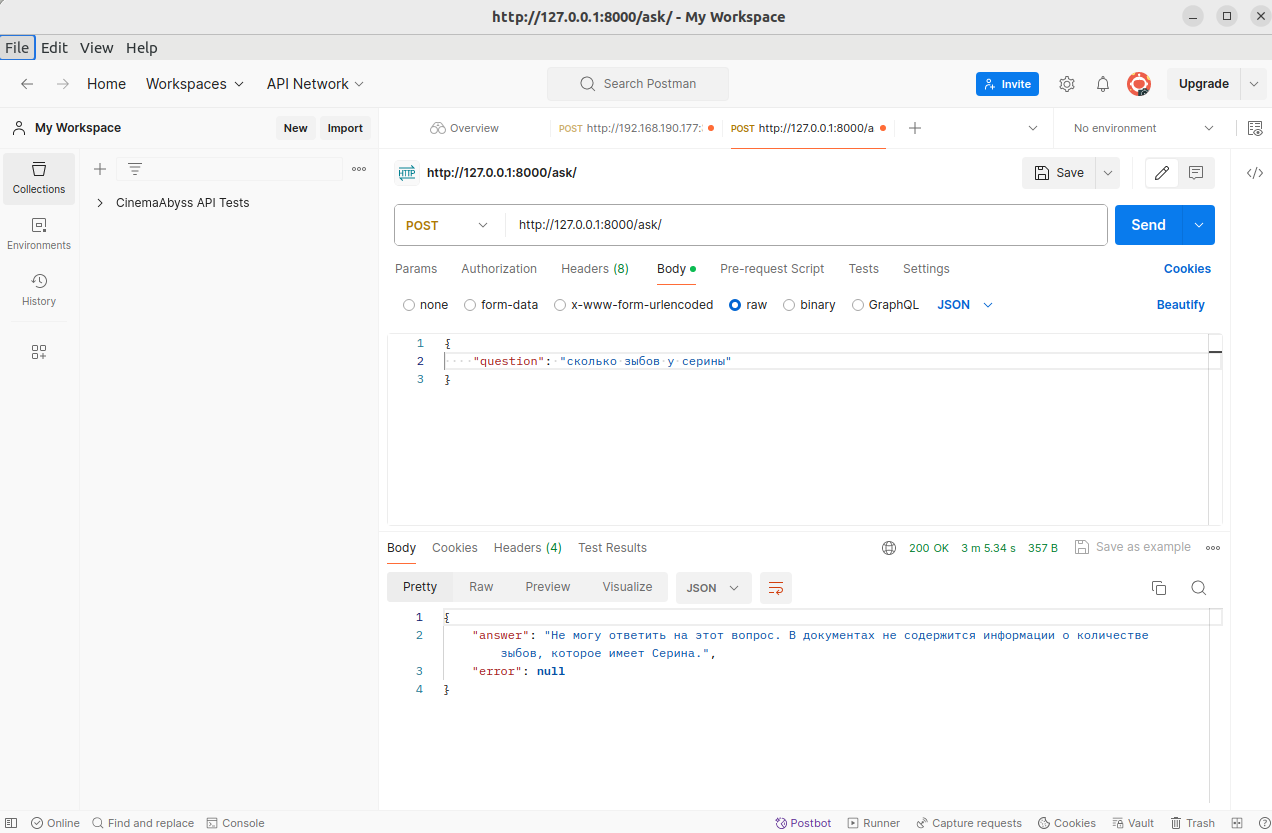 http://127.0.0.1:8000/ask/ - My Workspace
File Edit View Help
Home Workspaces API Network Search Postman Invite Upgrade
My Workspace New Import Overview POST http://192.168.190.177: POST http://127.0.0.1:8000/a No environment
Collections
Environments
History
CinemaAbyss API Tests
HTTP http://127.0.0.1:8000/ask/ Save
POST http://127.0.0.1:8000/ask/ Send
Params Authorization Headers (8) Body Pre-request Script Tests Settings Cookies
none form-data x-www-form-urlencoded raw binary GraphQL JSON Beautify
1 {
2 "question": "сколько зыбов у серины"
3 }
Body Cookies Headers (4) Test Results 200 OK 3 m 5.34 s 357 B Save as example
Pretty Raw Preview Visualize JSON
1 {
2 "answer": "Не могу ответить на этот вопрос. В документах не содержится информации о количестве
зыбов, которое имеет Серина.",
3 "error": null
4 }
Online Find and replace Console Postbot Runner Capture requests Cookies Vault Trash